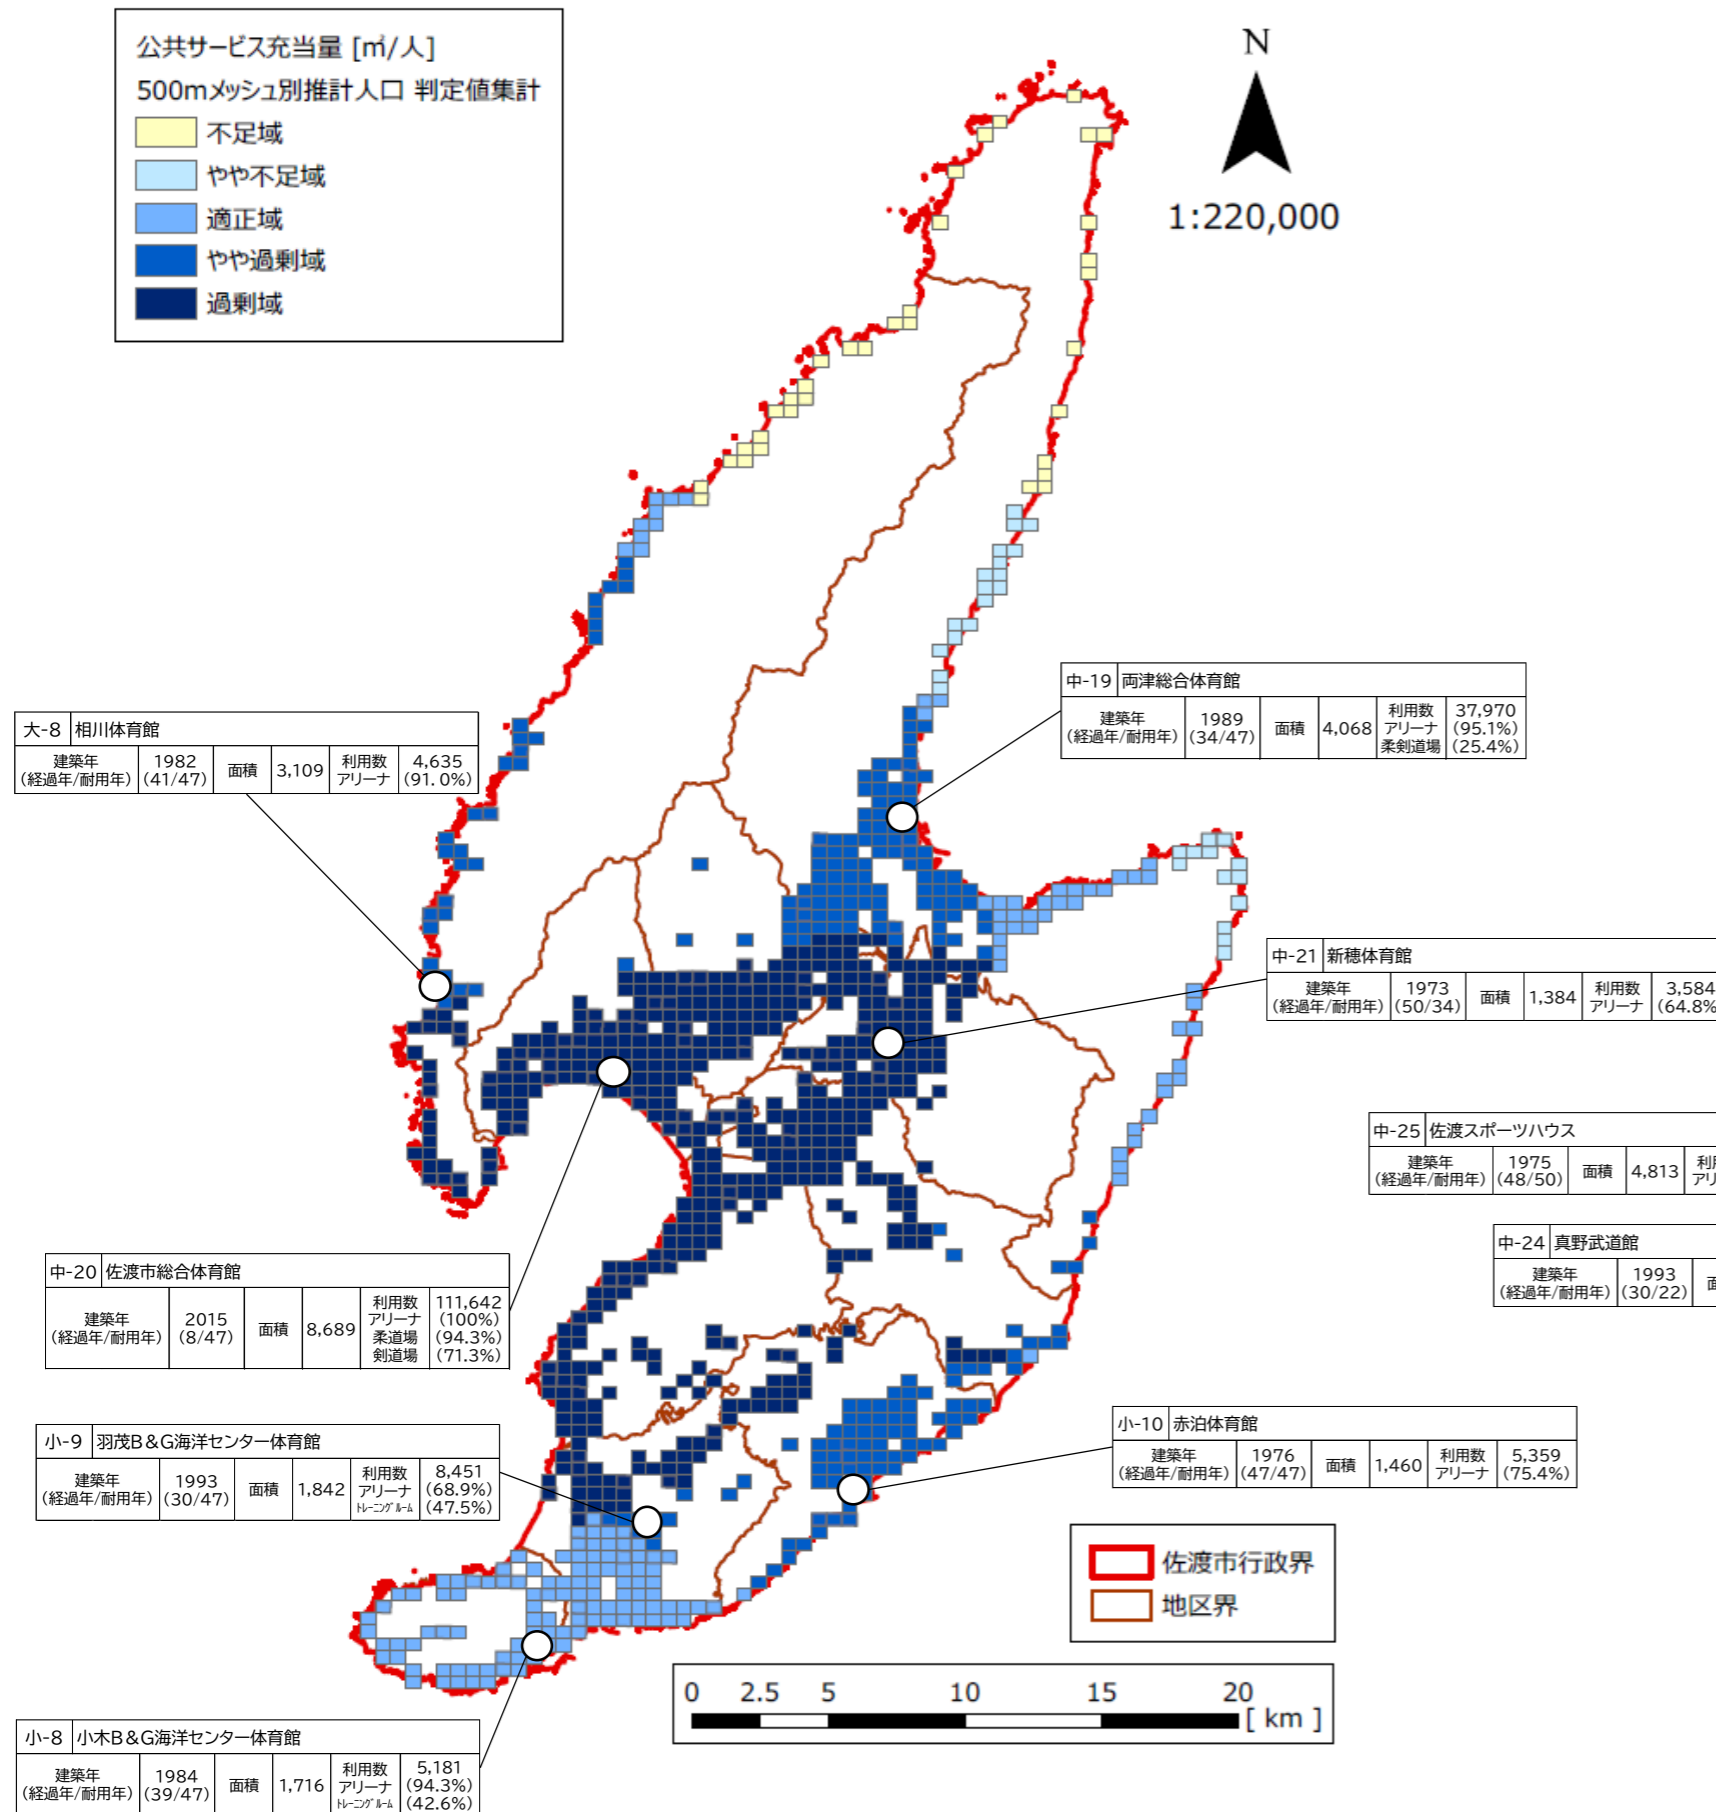 公共サービス充当量 [㎡/人]
500mメッシュ別推計人口 判定値集計
不足域
やや不足域
適正域
やや過剰域
過剰域
N
1:220,000
中-19 両津総合体育館
建築年
(経過年/耐用年)
1989
(34/47)
面積
4,068
利用数
アリーナ
柔剣道場
37,970
(95.1%)
(25.4%)
大-8 相川体育館
建築年
(経過年/耐用年)
1982
(41/47)
面積
3,109
利用数
アリーナ
4,635
(91.0%)
中-21 新穂体育館
建築年
(経過年/耐用年)
1973
(50/34)
面積
1,384
利用数
アリーナ
3,584
(64.8%
中-25 佐渡スポーツハウス
建築年
(経過年/耐用年)
1975
(48/50)
面積
4,813
中-24 真野武道館
建築年
(経過年/耐用年)
1993
(30/22)
中-20 佐渡市総合体育館
建築年
(経過年/耐用年)
2015
(8/47)
面積
8,689
利用数
アリーナ
柔道場
剣道場
111,642
(100%)
(94.3%)
(71.3%)
小-9 羽茂B&G海洋センター体育館
建築年
(経過年/耐用年)
1993
(30/47)
面積
1,842
利用数
アリーナ
トレーニングルーム
8,451
(68.9%)
(47.5%)
小-10 赤泊体育館
建築年
(経過年/耐用年)
1976
(47/47)
面積
1,460
利用数
アリーナ
5,359
(75.4%)
佐渡市行政界
地区界
0 2.5 5 10 15 20
[ km ]
小-8 小木B&G海洋センター体育館
建築年
(経過年/耐用年)
1984
(39/47)
面積
1,716
利用数
アリーナ
トレーニングルーム
5,181
(94.3%)
(42.6%)